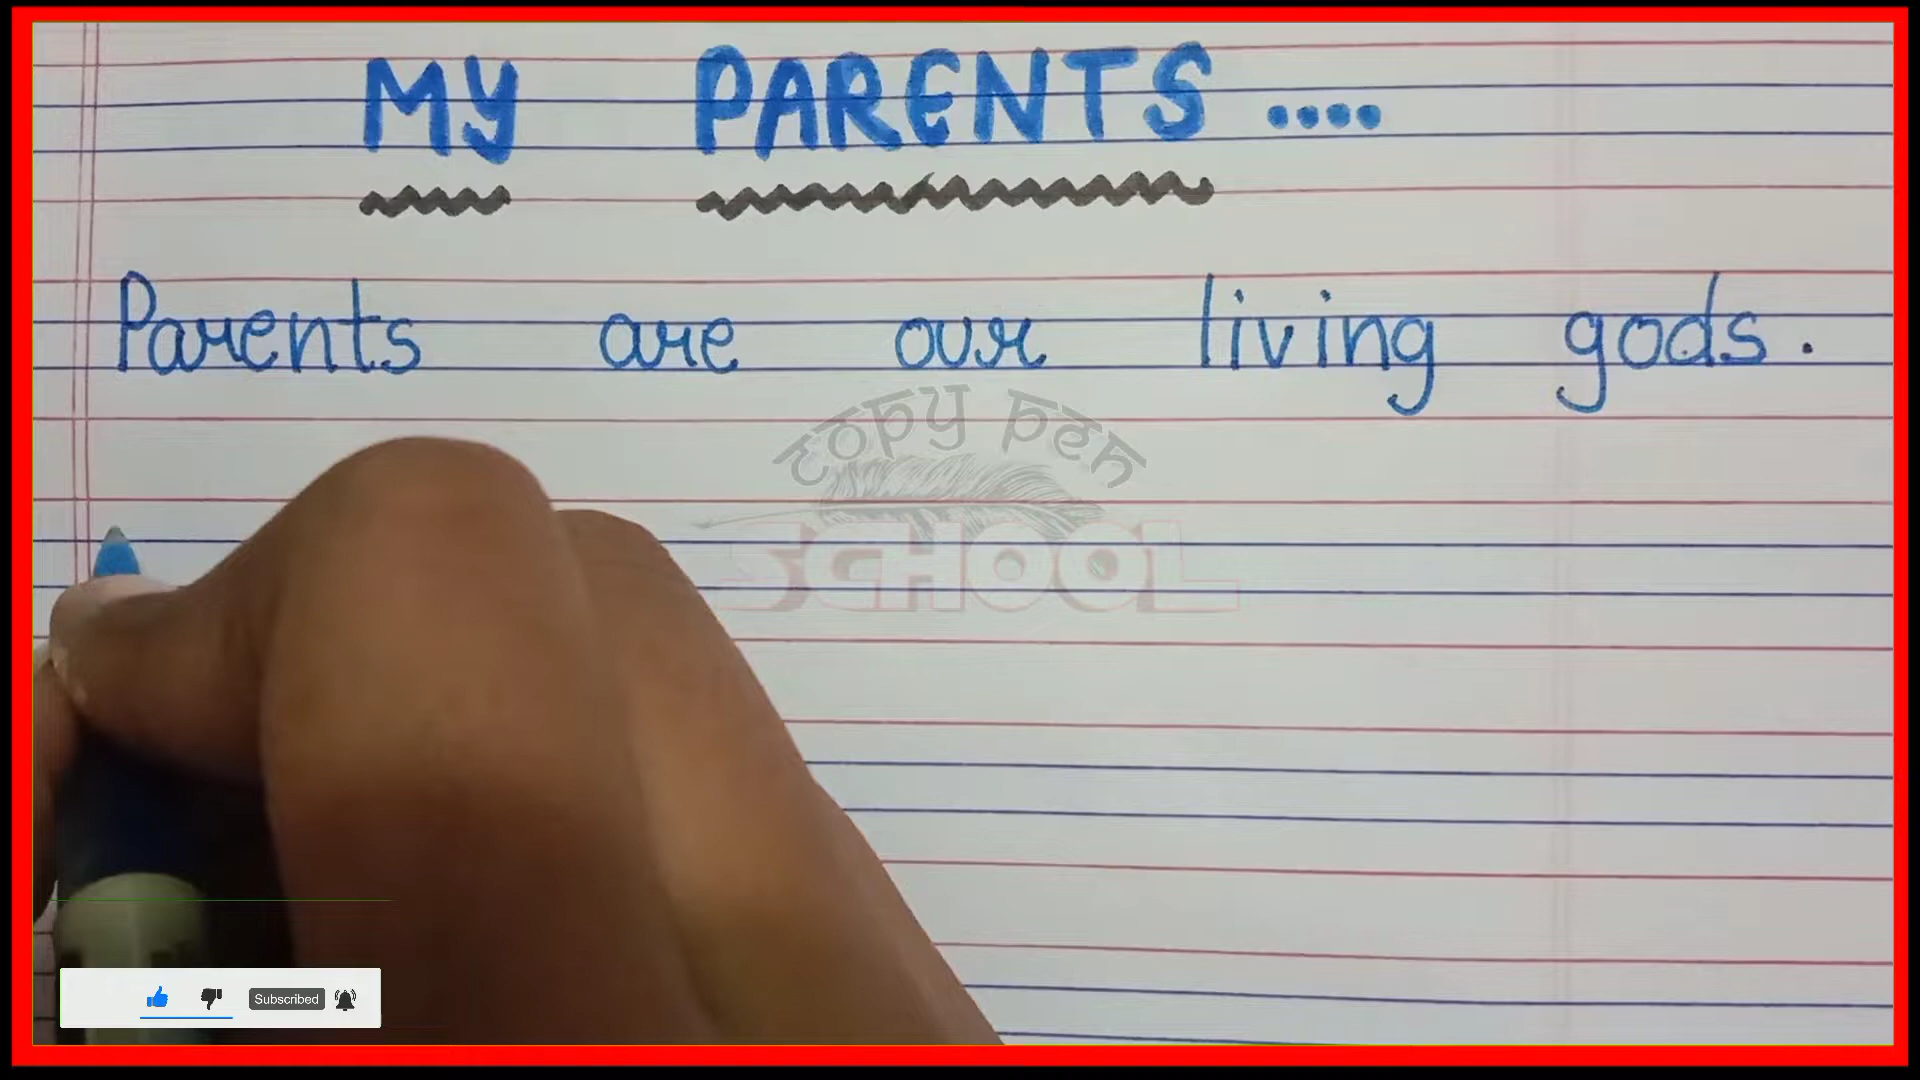 MY PARENTS ....
Parents are our living gods.
copy pen
SCHOOL
Subscribed